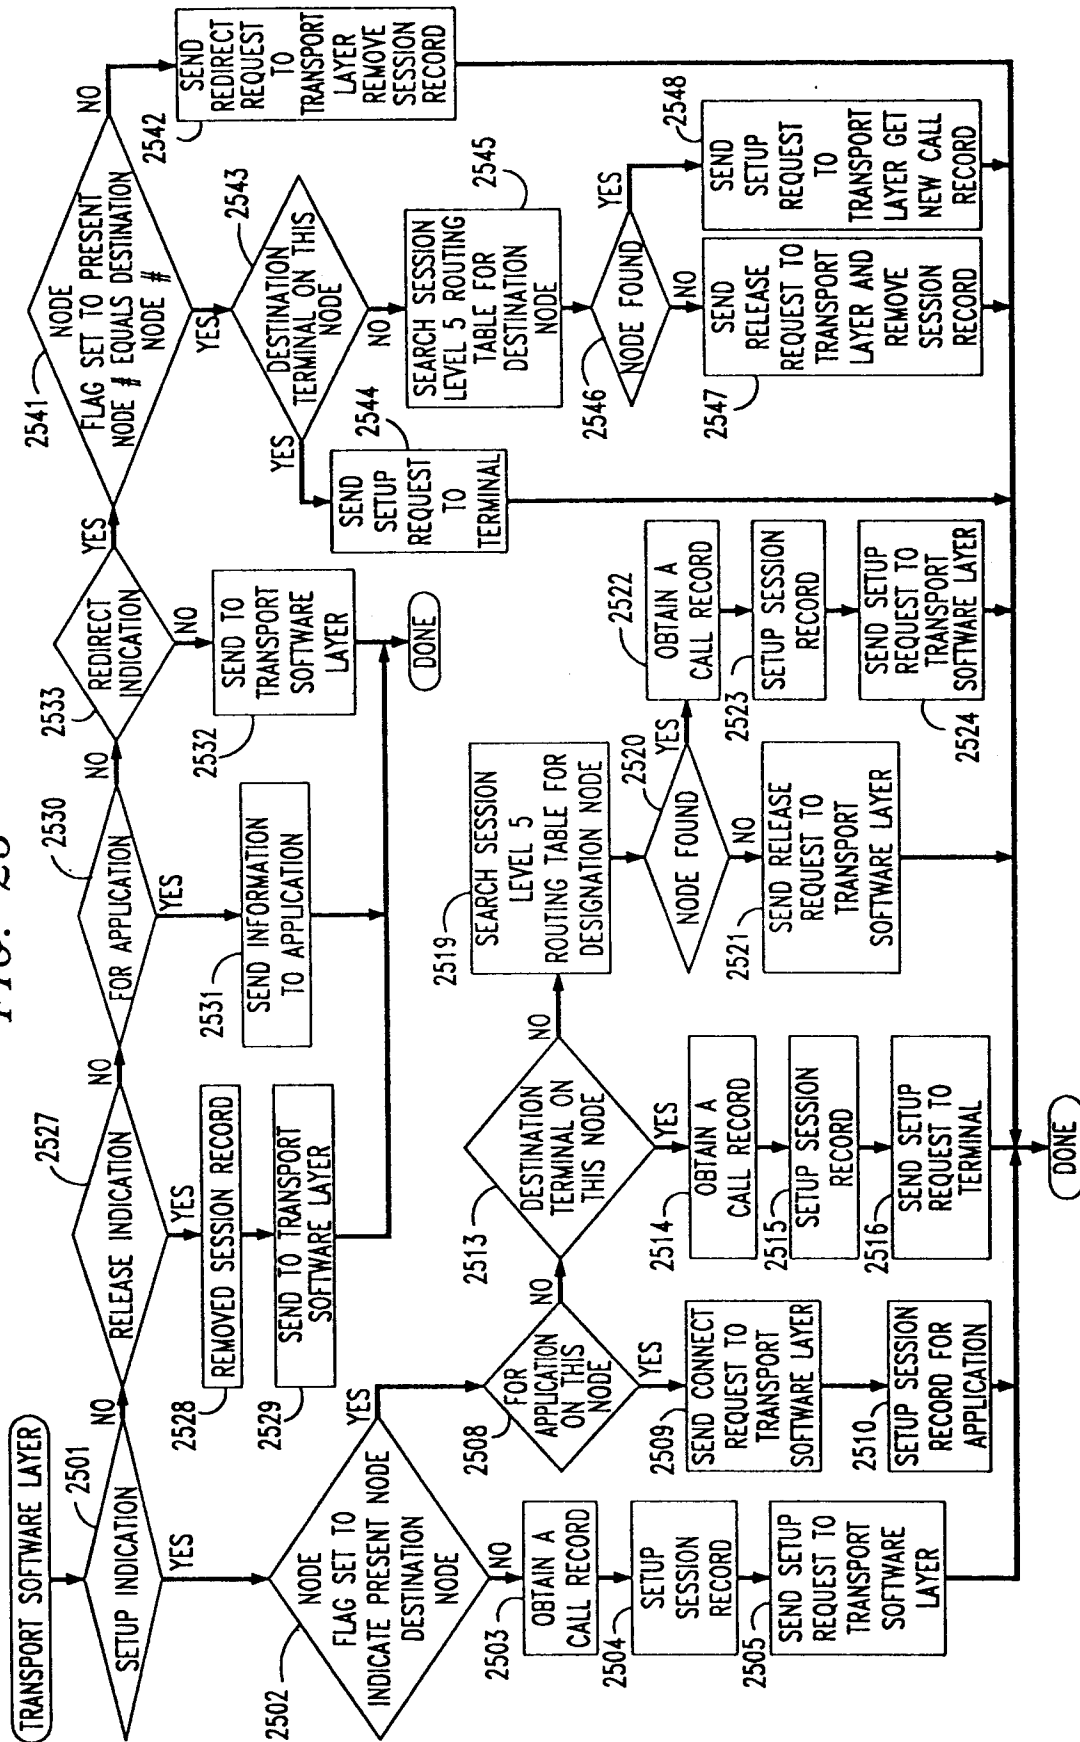 TRANSPORT SOFTWARE LAYER
2501
SETUP INDICATION
NO
YES
2527
RELEASE INDICATION
NO
YES
2528
REMOVED SESSION RECORD
2529
SEND TO TRANSPORT
SOFTWARE LAYER
2530
FOR APPLICATION
NO
YES
2531
SEND INFORMATION
TO APPLICATION
2533
REDIRECT
INDICATION
YES
NO
2532
SEND TO
TRANSPORT
SOFTWARE
LAYER
DONE
2541
NODE
FLAG SET TO PRESENT
NODE # EQUALS DESTINATION
NODE #
NO
YES
2542
SEND
REDIRECT
REQUEST
TO
TRANSPORT
LAYER REMOVE
SESSION
RECORD
2543
DESTINATION
TERMINAL ON THIS
NODE
YES
NO
2544
SEND
SETUP
REQUEST
TO
TERMINAL
2545
SEARCH SESSION
LEVEL 5 ROUTING
TABLE FOR
DESTINATION
NODE
2546
NODE FOUND
YES
NO
2547
SEND
RELEASE
REQUEST TO
TRANSPORT
LAYER AND
REMOVE
SESSION
RECORD
2548
SEND
SETUP
REQUEST
TO
TRANSPORT
LAYER GET
NEW CALL
RECORD
2502
NODE
FLAG SET TO
INDICATE PRESENT NODE
DESTINATION
NODE
YES
NO
2503
OBTAIN A
CALL RECORD
2504
SETUP
SESSION
RECORD
2505
SEND SETUP
REQUEST TO
TRANSPORT
SOFTWARE
LAYER
2508
FOR
APPLICATION
ON THIS
NODE
NO
YES
2509
SEND CONNECT
REQUEST TO
TRANSPORT
SOFTWARE LAYER
2510
SETUP SESSION
RECORD FOR
APPLICATION
2513
DESTINATION
TERMINAL ON
THIS NODE
NO
YES
2514
OBTAIN A
CALL RECORD
2515
SETUP SESSION
RECORD
2516
SEND SETUP
REQUEST TO
TERMINAL
2519
SEARCH SESSION
LEVEL 5
ROUTING TABLE FOR
DESIGNATION NODE
2520
NODE FOUND
YES
NO
2521
SEND RELEASE
REQUEST TO
TRANSPORT
SOFTWARE LAYER
2522
OBTAIN A
CALL RECORD
2523
SETUP SESSION
RECORD
2524
SEND SETUP
REQUEST TO
TRANSPORT
SOFTWARE LAYER
DONE